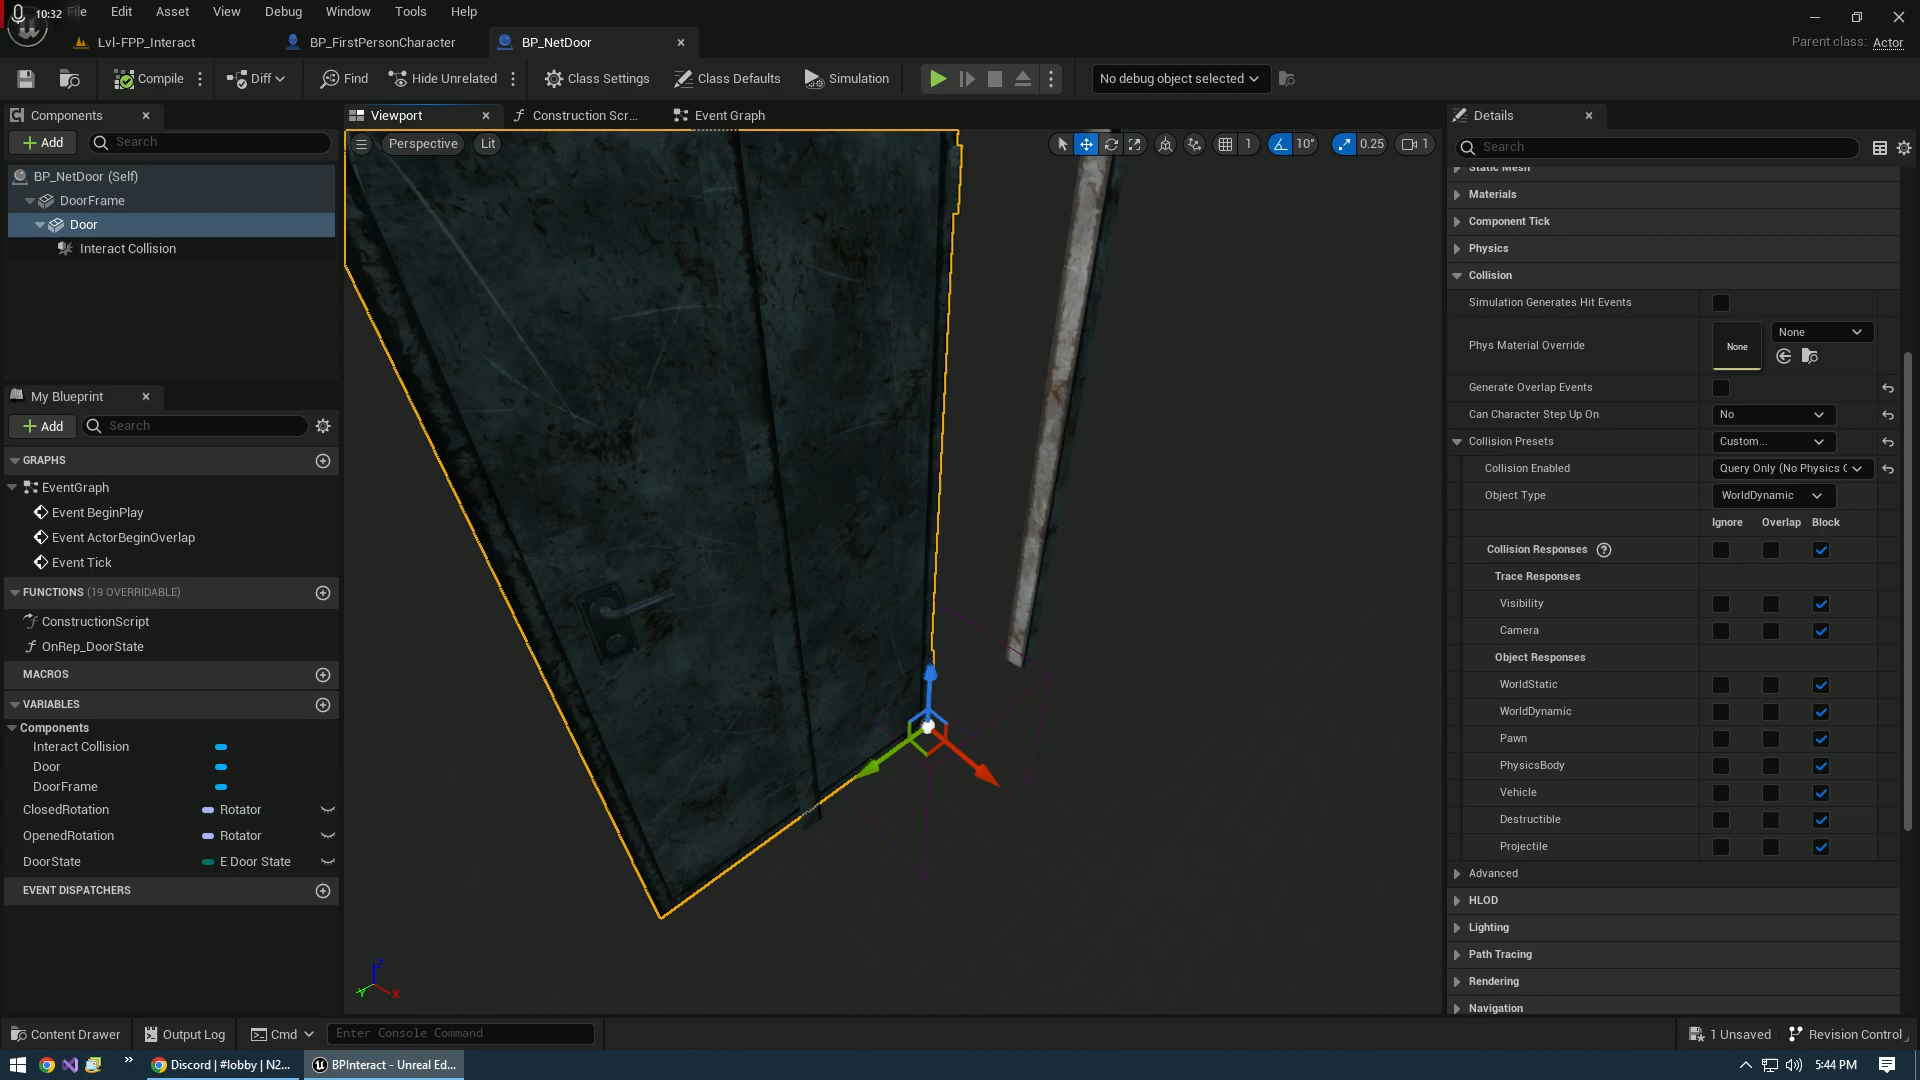 10:32
File
Edit
Asset
View
Debug
Window
Tools
Help
Lvl-FPP_Interact
BP_FirstPersonCharacter
BP_NetDoor
Parent class: Actor
Compile
Diff
Find
Hide Unrelated
Class Settings
Class Defaults
Simulation
No debug object selected
Components
Add
Search
BP_NetDoor (Self)
DoorFrame
Door
Interact Collision
My Blueprint
Add
Search
GRAPHS
EventGraph
Event BeginPlay
Event ActorBeginOverlap
Event Tick
FUNCTIONS (19 OVERRIDABLE)
ConstructionScript
OnRep_DoorState
MACROS
VARIABLES
Components
Interact Collision
Door
DoorFrame
ClosedRotation
Rotator
OpenedRotation
Rotator
DoorState
E Door State
EVENT DISPATCHERS
Viewport
Construction Scr...
Event Graph
Perspective
Lit
1
10°
0.25
1
Z
Y
X
Details
Search
Static Mesh
Materials
Component Tick
Physics
Collision
Simulation Generates Hit Events
Phys Material Override
None
None
Generate Overlap Events
Can Character Step Up On
No
Collision Presets
Custom...
Collision Enabled
Query Only (No Physics C
Object Type
WorldDynamic
Ignore
Overlap
Block
Collision Responses
Trace Responses
Visibility
Camera
Object Responses
WorldStatic
WorldDynamic
Pawn
PhysicsBody
Vehicle
Destructible
Projectile
Advanced
HLOD
Lighting
Path Tracing
Rendering
Navigation
Content Drawer
Output Log
Cmd
Enter Console Command
1 Unsaved
Revision Control
Discord | #lobby | N2...
BPInteract - Unreal Ed...
5:44 PM